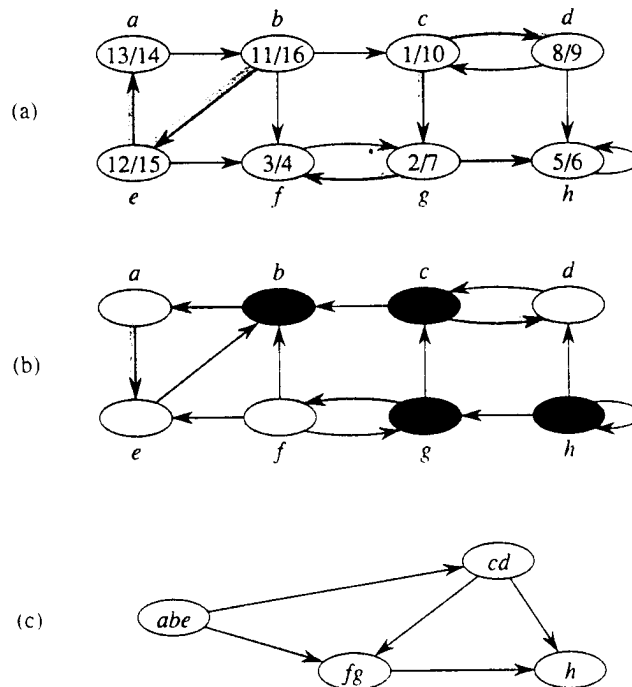 a b c d
13/14 11/16 1/10 8/9
(a)
12/15 3/4 2/7 5/6
e f g h
a b c d
(b)
e f g h
cd
(c) abe
fg h